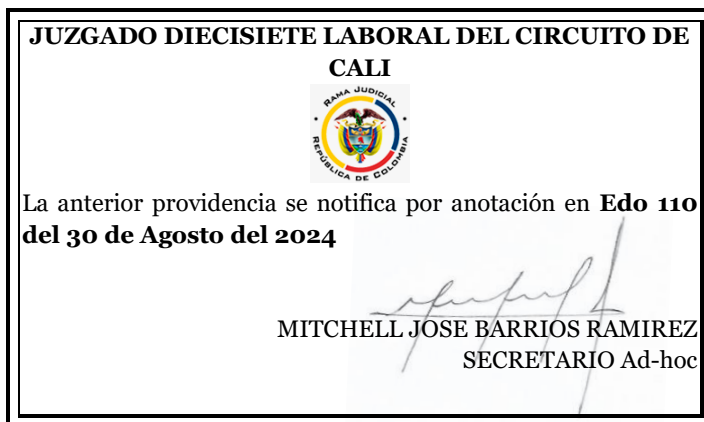 JUZGADO DIECISIETE LABORAL DEL CIRCUITO DE
CALI
RAMA JUDICIAL
REPÚBLICA DE COLOMBIA
La anterior providencia se notifica por anotación en Edo 110
del 30 de Agosto del 2024
MITCHELL JOSE BARRIOS RAMIREZ
SECRETARIO Ad-hoc